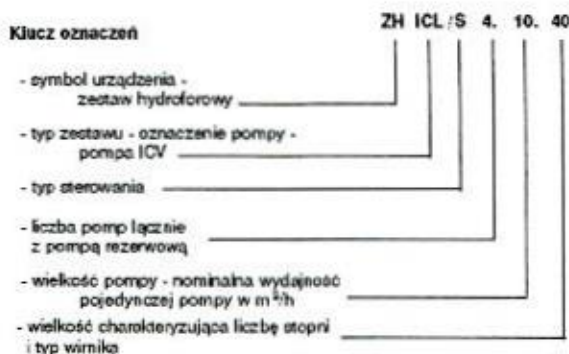 ZH ICL/S 4. 10. 40
Klucz oznaczeń
- symbol urządzenia -
zestaw hydroforowy
- typ zestawu - oznaczenie pompy -
pompa ICV
- typ sterowania
- liczba pomp łącznie
z pompą rezerwową
- wielkość pompy - nominalna wydajność
pojedynczej pompy w m³/h
- wielkość charakteryzująca liczbę stopni
i typ wirnika